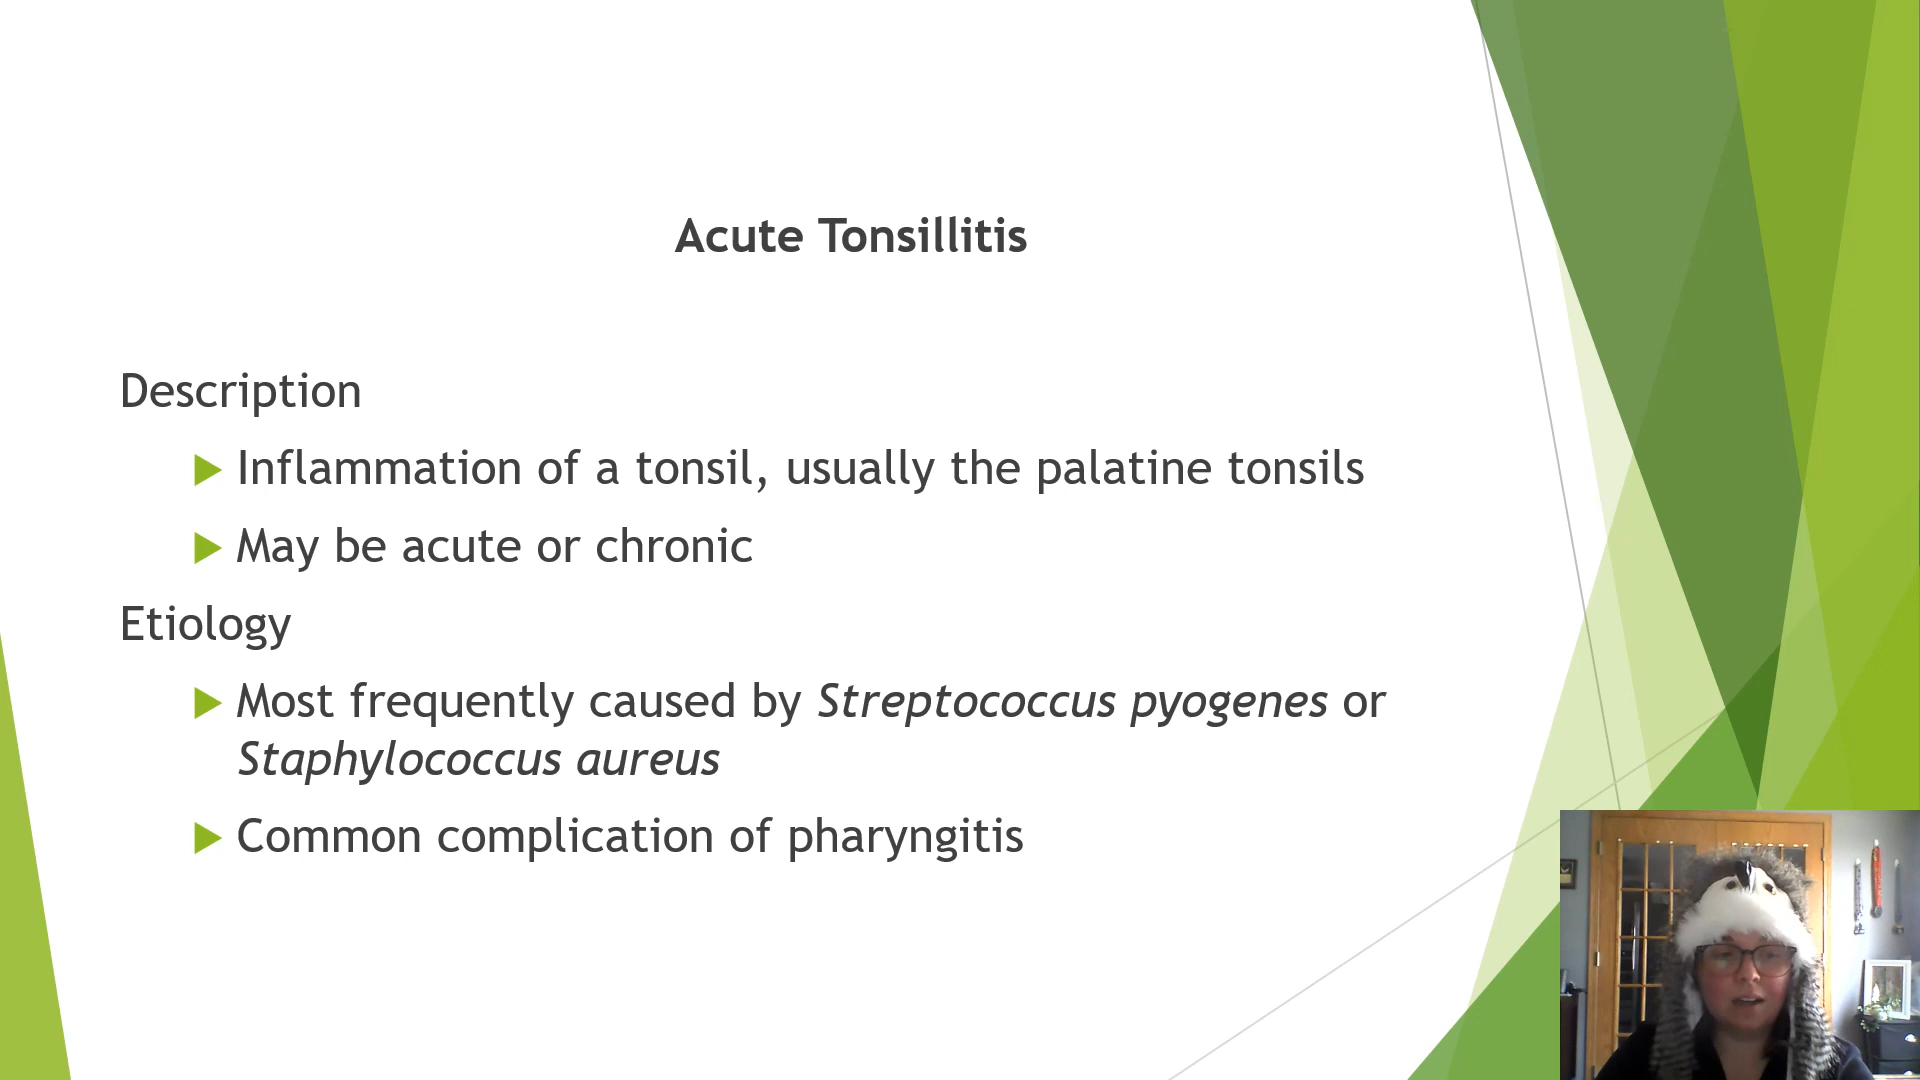 Acute Tonsillitis
Description
Inflammation of a tonsil, usually the palatine tonsils
May be acute or chronic
Etiology
Most frequently caused by Streptococcus pyogenes or
Staphylococcus aureus
Common complication of pharyngitis